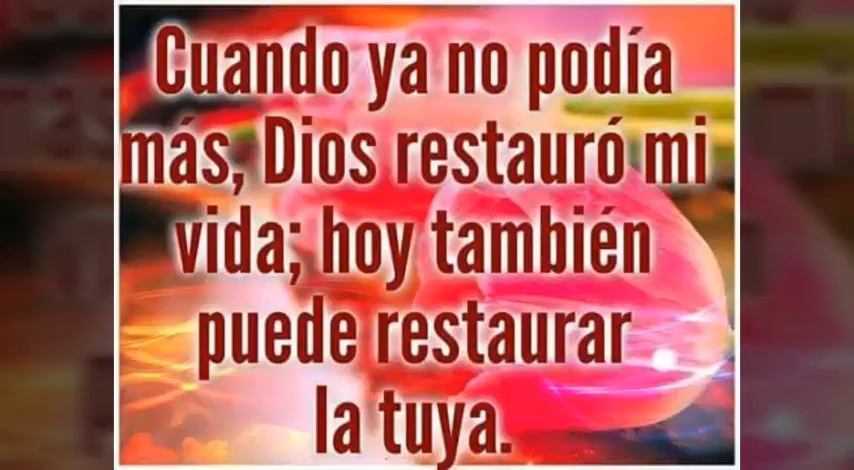 Cuando ya no podía
más, Dios restauró mi
vida; hoy también
puede restaurar
la tuya.